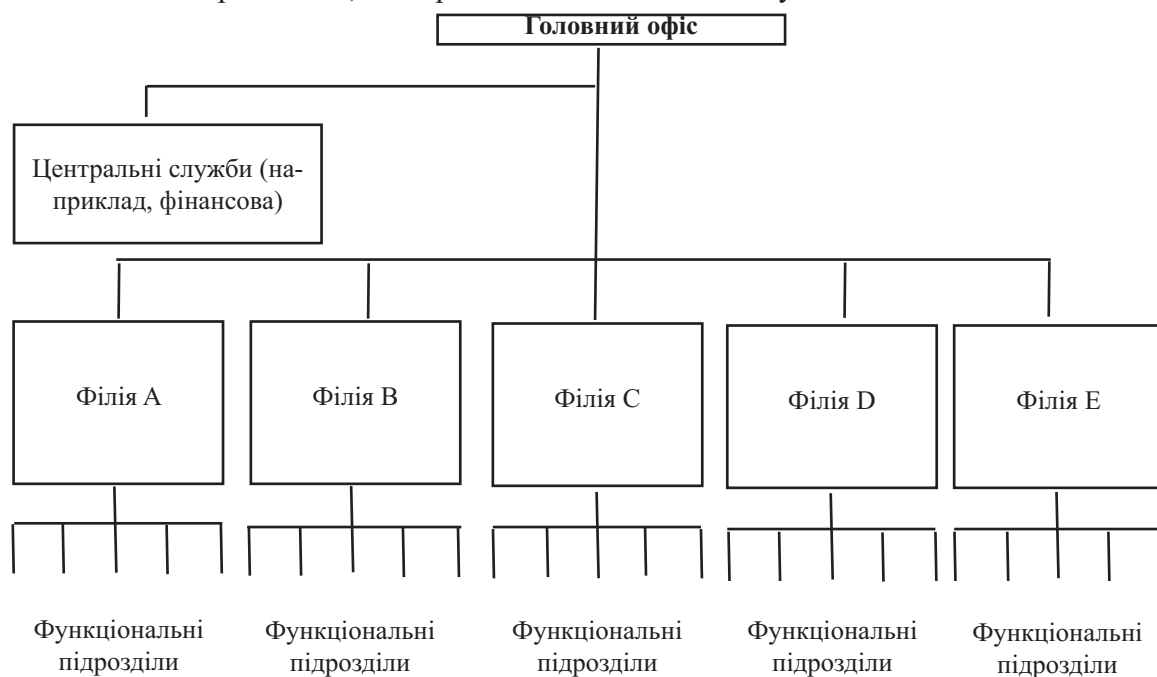 Головний офіс
Центральні служби (на-
приклад, фінансова)
Філія A
Філія B
Філія C
Філія D
Філія E
Функціональні
підрозділи
Функціональні
підрозділи
Функціональні
підрозділи
Функціональні
підрозділи
Функціональні
підрозділи